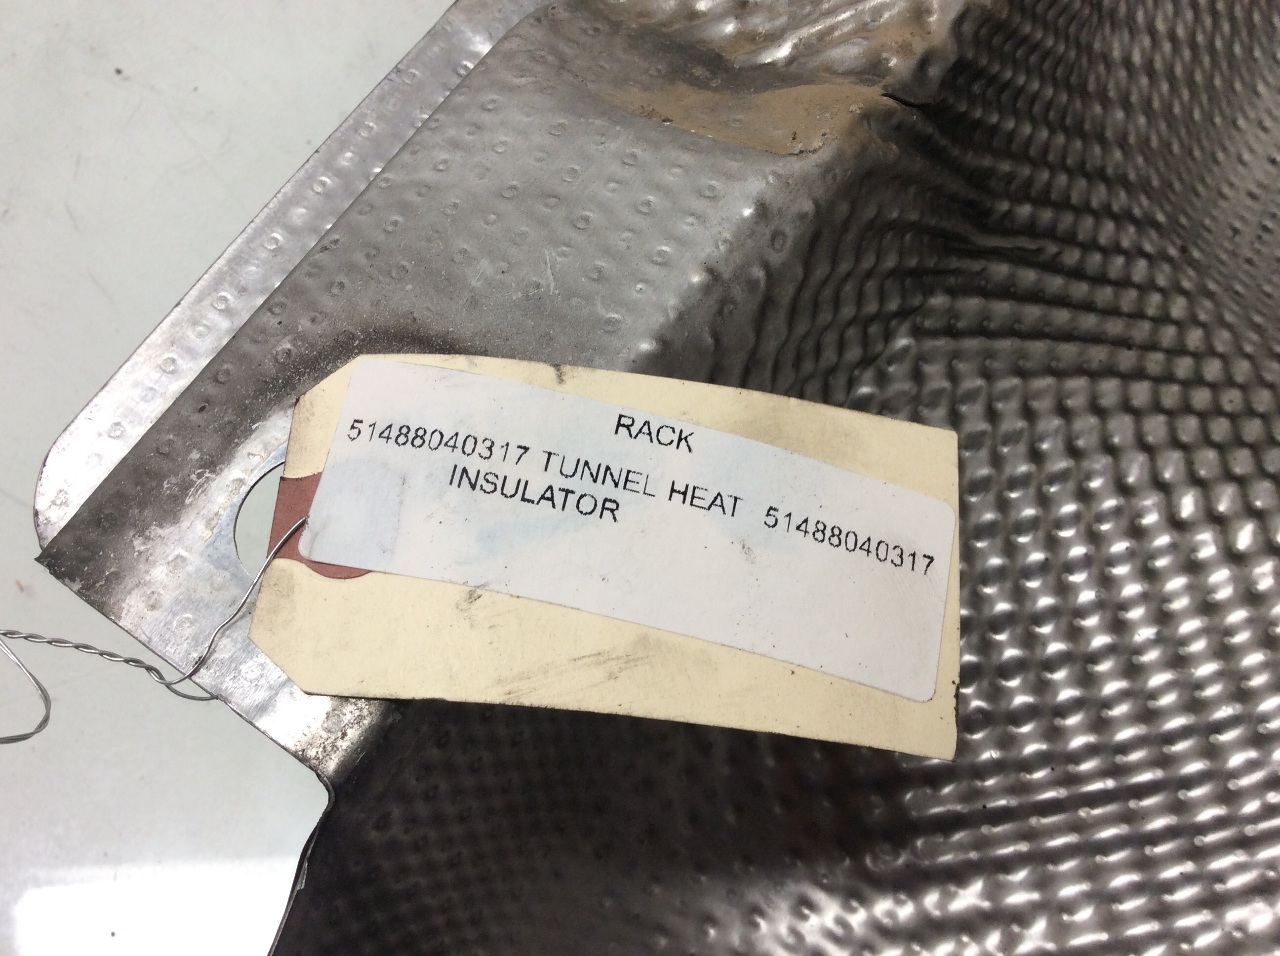 RACK
51488040317 TUNNEL HEAT 51488040317
INSULATOR